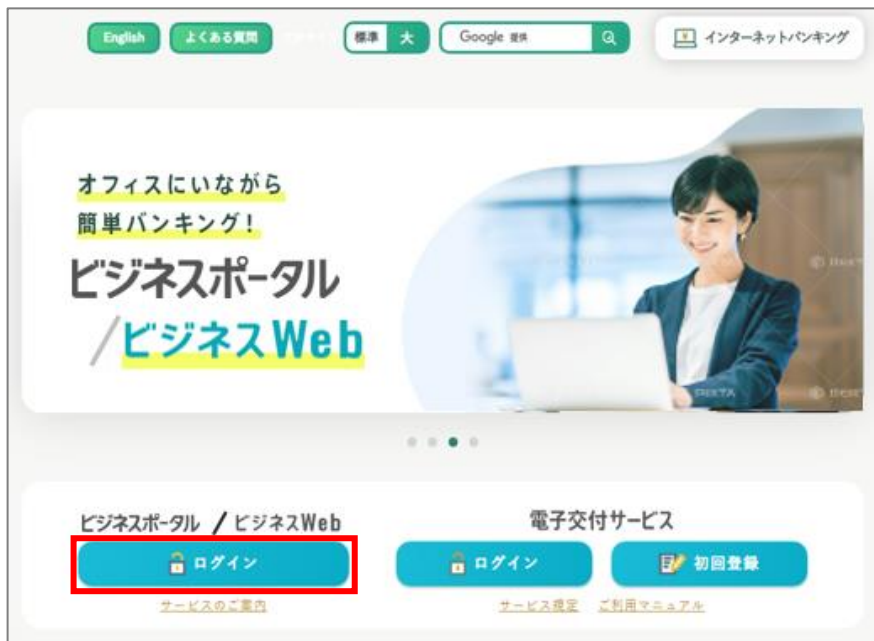 English よくある質問 標準 大 Google 提供 インターネットバンキング
オフィスにいながら
簡単バンキング!
ビジネスポータル
/ビジネスWeb
ビジネスポータル / ビジネスWeb
電子交付サービス
ログイン
ログイン
初回登録
サービスのご案内
サービス規定 ご利用マニュアル